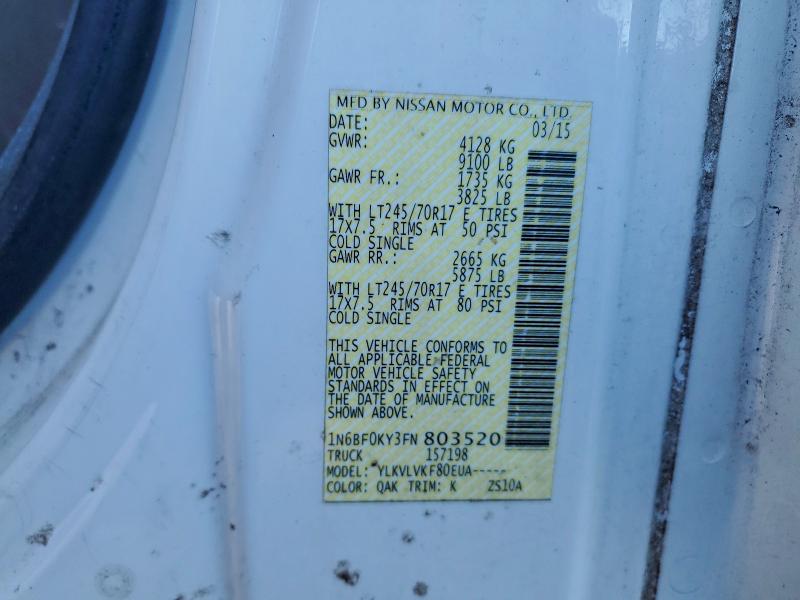 MFD BY NISSAN MOTOR CO., LTD.
DATE: 03/15
GVWR: 4128 KG
9100 LB
GAWR FR.: 1735 KG
3825 LB
WITH LT245/70R17 E TIRES
17X7.5 RIMS AT 50 PSI
COLD SINGLE
GAWR RR.: 2665 KG
5875 LB
WITH LT245/70R17 E TIRES
17X7.5 RIMS AT 80 PSI
COLD SINGLE
THIS VEHICLE CONFORMS TO
ALL APPLICABLE FEDERAL
MOTOR VEHICLE SAFETY
STANDARDS IN EFFECT ON
THE DATE OF MANUFACTURE
SHOWN ABOVE.
1N6BF0KY3FN 803520
TRUCK 157198
MODEL: YLKVLVKF80EUA-----
COLOR: QAK TRIM: K ZS10A